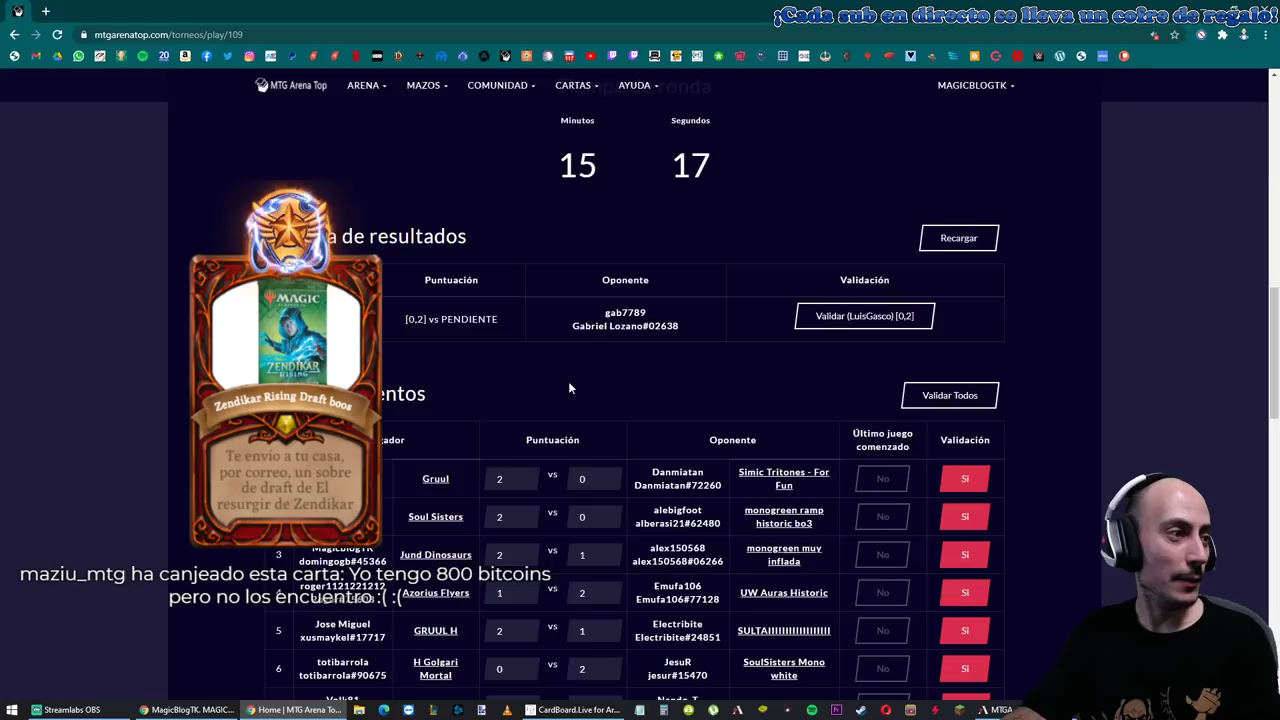 ¡Cada sub en directo se lleva un cofre de regalo!
mtgarenatop.com/torneos/play/109
MTG Arena Top
ARENA
MAZOS
COMUNIDAD
CARTAS
AYUDA
MAGICBLOGTK
ronda
Minutos
Segundos
15
17
a de resultados
Recargar
Puntuación
Oponente
Validación
[0,2] vs PENDIENTE
gab7789
Gabriel Lozano#02638
Validar (LuisGasco) [0,2]
entos
Validar Todos
Puntuación
Oponente
Último juego
comenzado
Validación
Gruul
2 vs 0
Danmiatan
Danmiatan#72260
Simic Tritones - For
Fun
No
Si
Soul Sisters
2 vs 0
alebigfoot
alberasi21#62480
monogreen ramp
historic bo3
No
Si
3
MagicblogTK
domingogb#45366
Jund Dinosaurs
2 vs 1
alex150568
alex150568#06266
monogreen muy
inflada
No
Si
roger1121221212
Azorius Flyers
1 vs 2
Emufa106
Emufa106#77128
UW Auras Historic
No
Si
5
Jose Miguel
xusmaykel#17717
GRUUL H
2 vs 1
Electribite
Electribite#24851
SULTAIIIIIIIIIIIIIIIIII
No
Si
6
totibarrola
totibarrola#90675
H Golgari
Mortal
0 vs 2
JesuR
jesur#15470
SoulSisters Mono
white
No
Si
MAGIC
ZENDIKAR
RISING
Zendikar Rising Draft boos
Te envío a tu casa,
por correo, un sobre
de draft de El
resurgir de Zendikar
maziu_mtg ha canjeado esta carta: Yo tengo 800 bitcoins
pero no los encuentro :( :(
Streamlabs OBS
MagicBlogTK. MAGIC...
Home | MTG Arena To...
CardBoard.Live for Ar...
MTGA